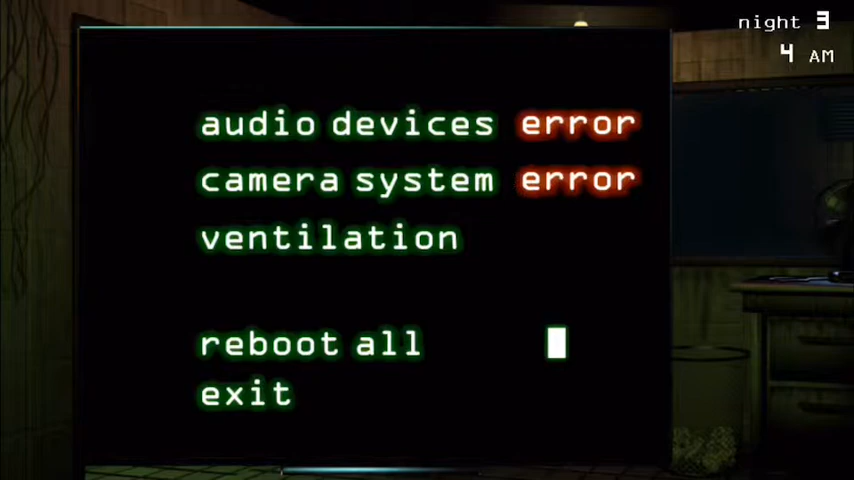 night 3
4 AM
audio devices error
camera system error
ventilation
reboot all
exit